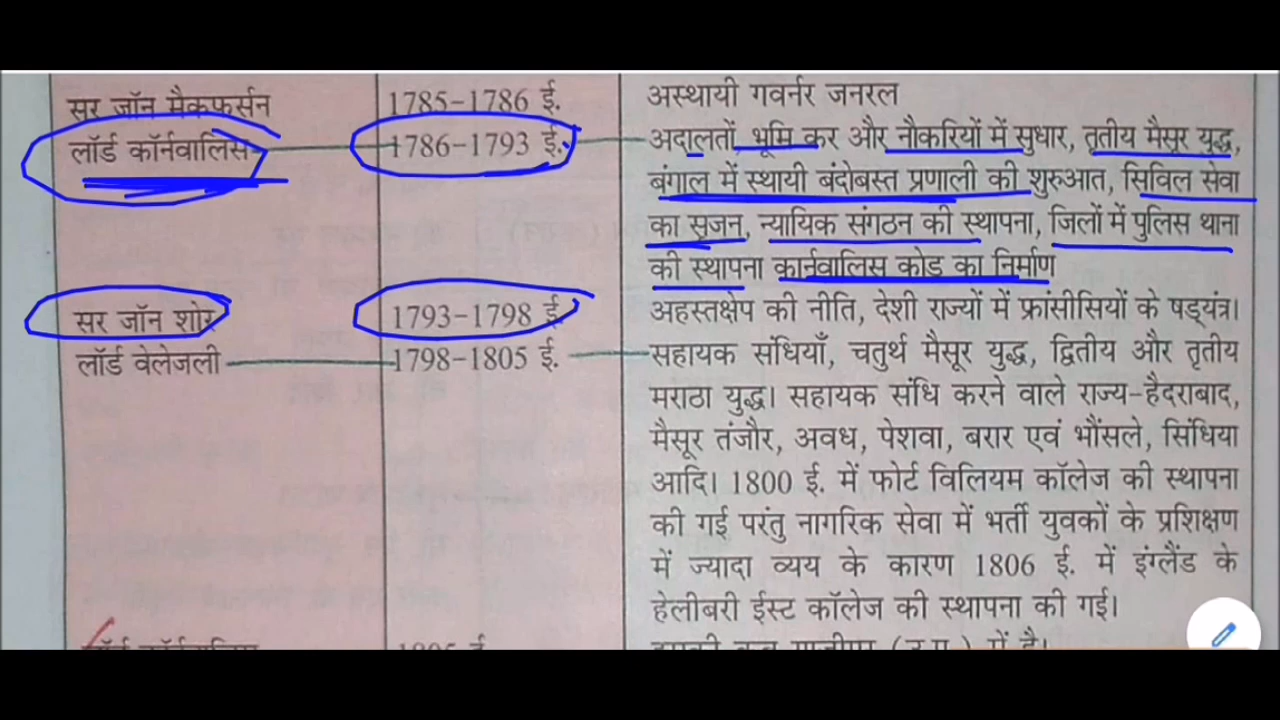 सर जॉन मैकफर्सन 1785-1786 ई. अस्थायी गवर्नर जनरल
लॉर्ड कॉर्नवालिस 1786-1793 ई. अदालतों, भूमि कर और नौकरियों में सुधार, तृतीय मैसूर युद्ध,
बंगाल में स्थायी बंदोबस्त प्रणाली की शुरुआत, सिविल सेवा
का सृजन, न्यायिक संगठन की स्थापना, जिलों में पुलिस थाना
की स्थापना कार्नवालिस कोड का निर्माण
सर जॉन शोर 1793-1798 ई. अहस्तक्षेप की नीति, देशी राज्यों में फ्रांसीसियों के षड्यंत्र।
लॉर्ड वेलेजली 1798-1805 ई. सहायक संधियाँ, चतुर्थ मैसूर युद्ध, द्वितीय और तृतीय
मराठा युद्ध। सहायक संधि करने वाले राज्य-हैदराबाद,
मैसूर तंजौर, अवध, पेशवा, बरार एवं भौंसले, सिंधिया
आदि। 1800 ई. में फोर्ट विलियम कॉलेज की स्थापना
की गई परंतु नागरिक सेवा में भर्ती युवकों के प्रशिक्षण
में ज्यादा व्यय के कारण 1806 ई. में इंग्लैंड के
हेलीबरी ईस्ट कॉलेज की स्थापना की गई।